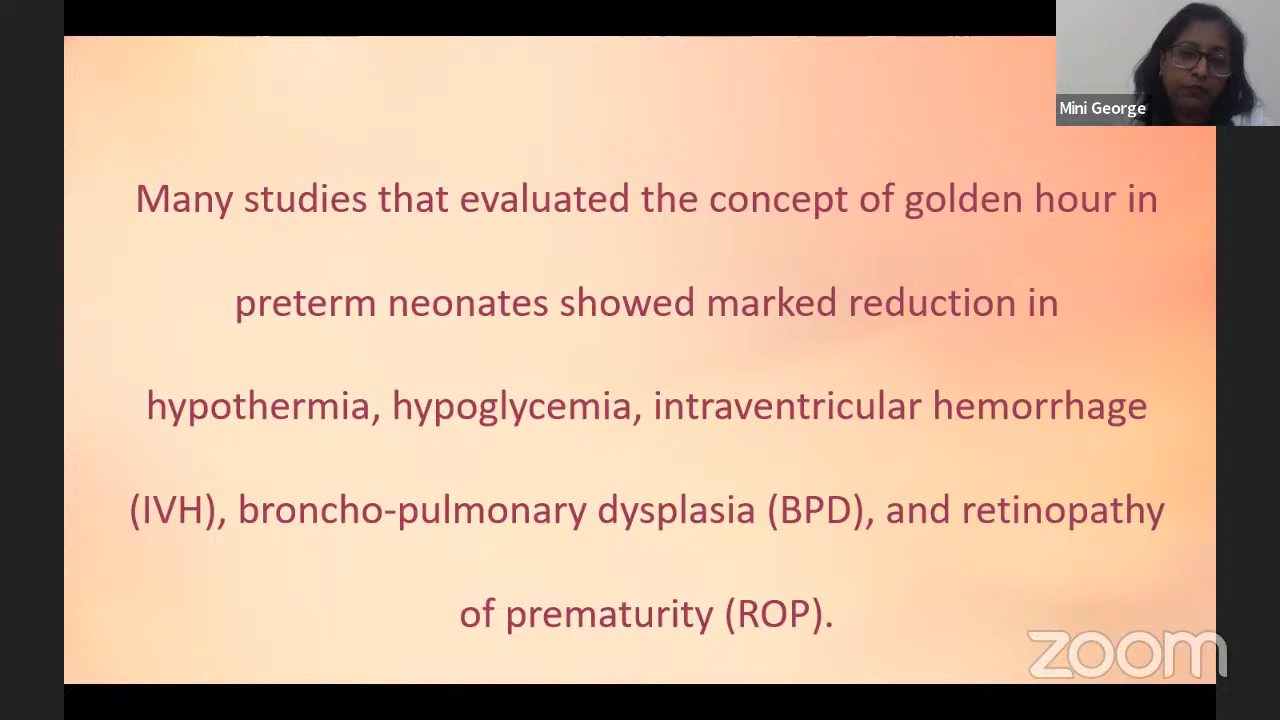 Mini George
Many studies that evaluated the concept of golden hour in
preterm neonates showed marked reduction in
hypothermia, hypoglycemia, intraventricular hemorrhage
(IVH), broncho-pulmonary dysplasia (BPD), and retinopathy
of prematurity (ROP).
zoom